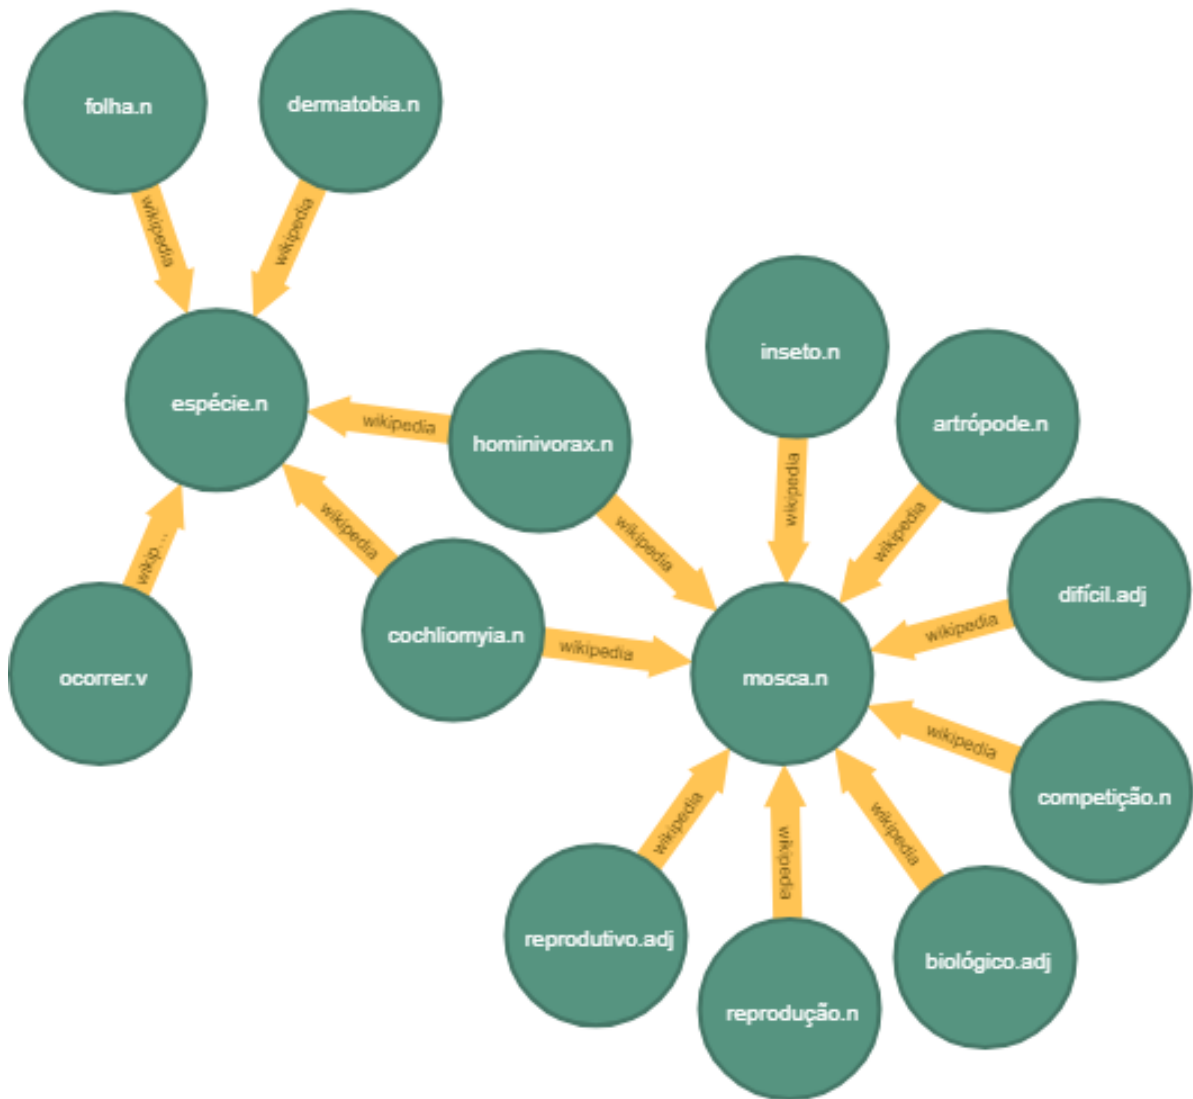 folha.n
dermatobia.n
wikipedia
wikipedia
espécie.n
inseto.n
artrópode.n
wikipedia
hominivorax.n
wikipedia
wikipedia
wikipedia
wikip...
wikipedia
difícil.adj
cochliomyia.n
wikipedia
wikipedia
ocorrer.v
mosca.n
wikipedia
competição.n
wikipedia
wikipedia
wikipedia
reprodutivo.adj
biológico.adj
reprodução.n